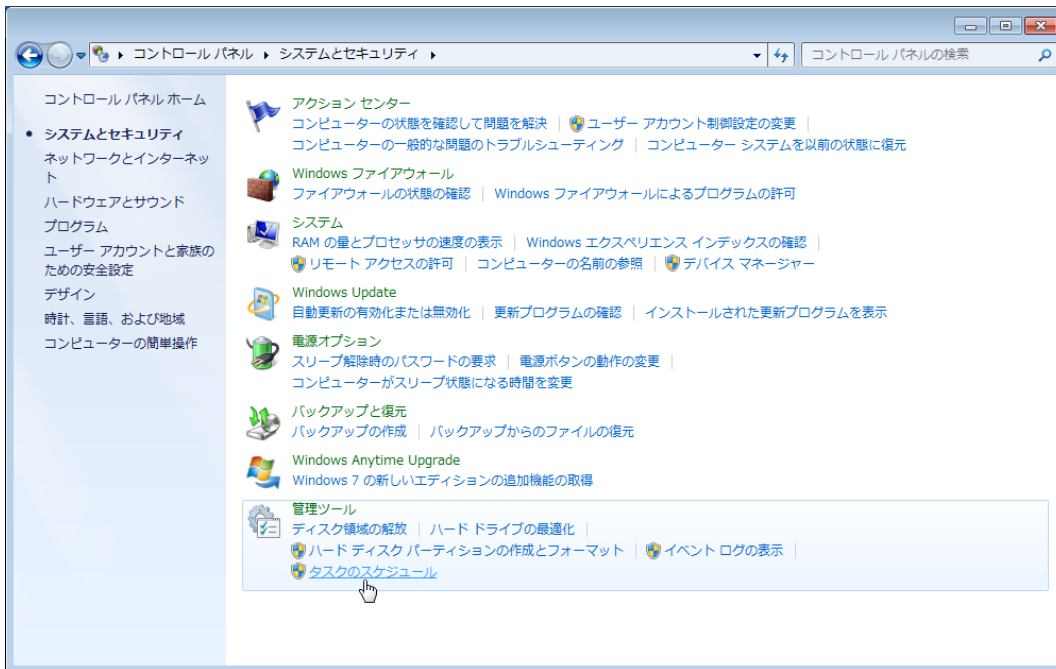 コントロール パネル ▸ システムとセキュリティ ▸
コントロール パネルの検索
コントロール パネル ホーム
• システムとセキュリティ
ネットワークとインターネッ
ト
ハードウェアとサウンド
プログラム
ユーザー アカウントと家族の
ための安全設定
デザイン
時計、言語、および地域
コンピューターの簡単操作
アクション センター
コンピューターの状態を確認して問題を解決 | ユーザー アカウント制御設定の変更 |
コンピューターの一般的な問題のトラブルシューティング | コンピューター システムを以前の状態に復元
Windows ファイアウォール
ファイアウォールの状態の確認 | Windows ファイアウォールによるプログラムの許可
システム
RAM の量とプロセッサの速度の表示 | Windows エクスペリエンス インデックスの確認 |
リモート アクセスの許可 | コンピューターの名前の参照 | デバイス マネージャー
Windows Update
自動更新の有効化または無効化 | 更新プログラムの確認 | インストールされた更新プログラムを表示
電源オプション
スリープ解除時のパスワードの要求 | 電源ボタンの動作の変更 |
コンピューターがスリープ状態になる時間を変更
バックアップと復元
バックアップの作成 | バックアップからのファイルの復元
Windows Anytime Upgrade
Windows 7 の新しいエディションの追加機能の取得
管理ツール
ディスク領域の解放 | ハード ドライブの最適化 |
ハード ディスク パーティションの作成とフォーマット | イベント ログの表示 |
タスクのスケジュール